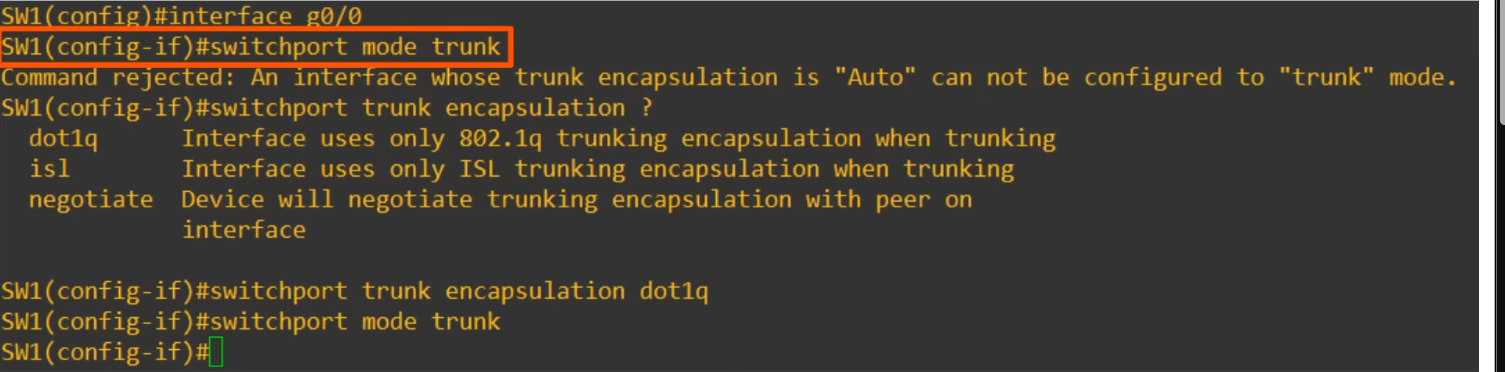 SW1(config)#interface g0/0
SW1(config-if)#switchport mode trunk
Command rejected: An interface whose trunk encapsulation is "Auto" can not be configured to "trunk" mode.
SW1(config-if)#switchport trunk encapsulation ?
  dot1q      Interface uses only 802.1q trunking encapsulation when trunking
  isl        Interface uses only ISL trunking encapsulation when trunking
  negotiate  Device will negotiate trunking encapsulation with peer on
             interface
SW1(config-if)#switchport trunk encapsulation dot1q
SW1(config-if)#switchport mode trunk
SW1(config-if)#